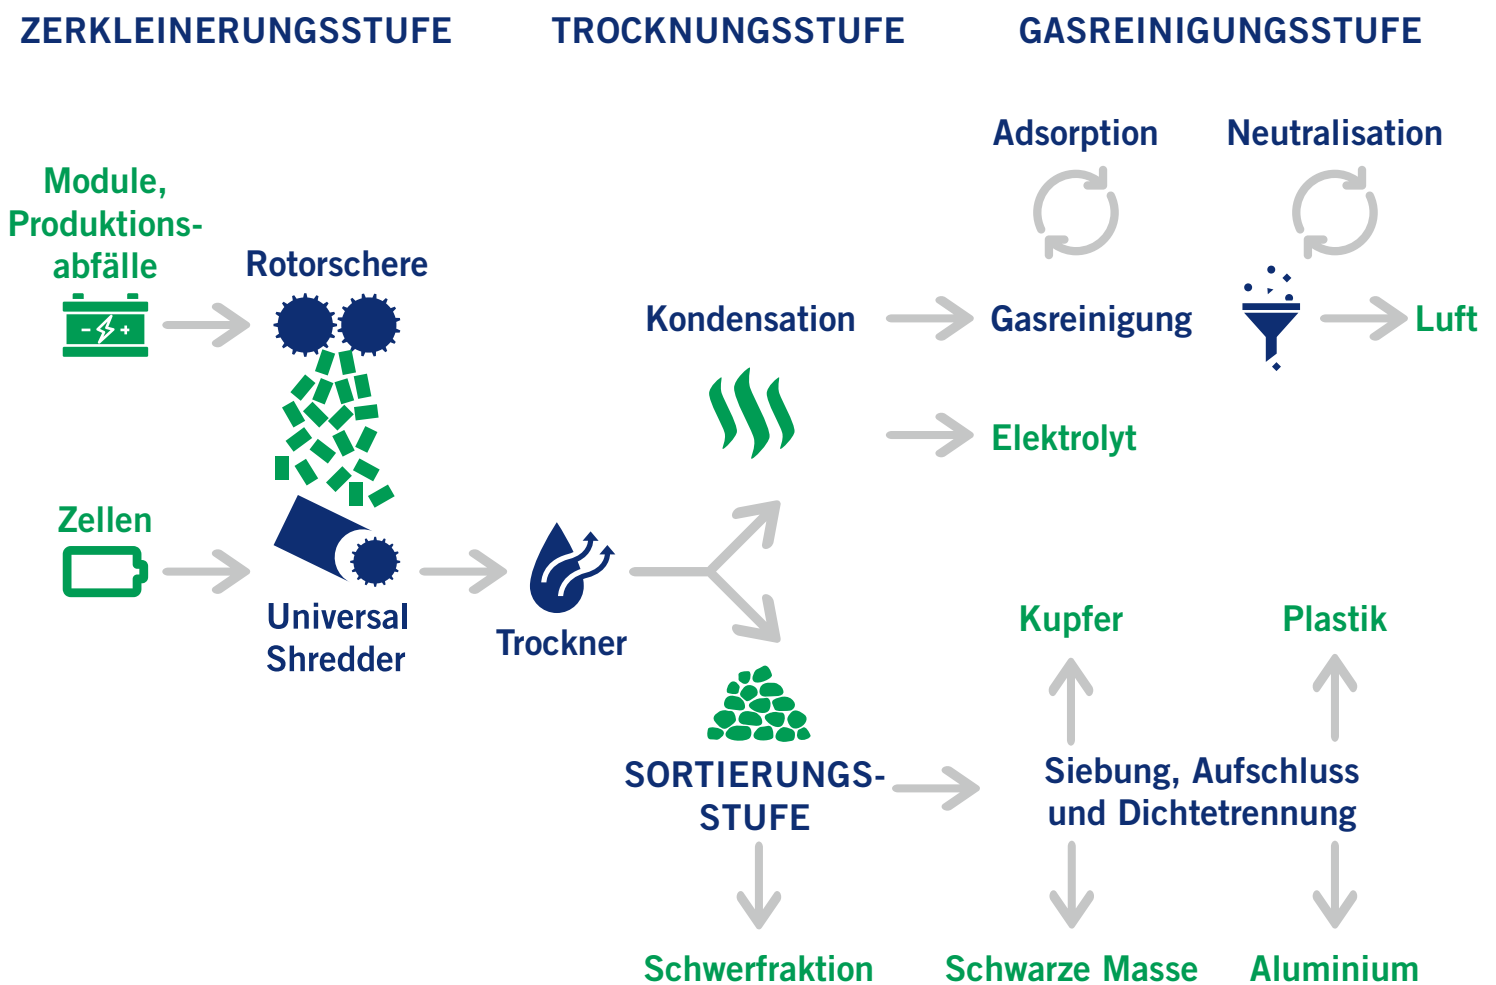 ZERKLEINERUNGSSTUFE
TROCKNUNGSSTUFE
GASREINIGUNGSSTUFE
Adsorption
Neutralisation
Module,
Produktions-
abfälle
Rotorschere
Kondensation
Gasreinigung
Luft
Elektrolyt
Zellen
Universal
Shredder
Trockner
Kupfer
Plastik
SORTIERUNGS-
STUFE
Siebung, Aufschluss
und Dichtetrennung
Schwerfraktion
Schwarze Masse
Aluminium